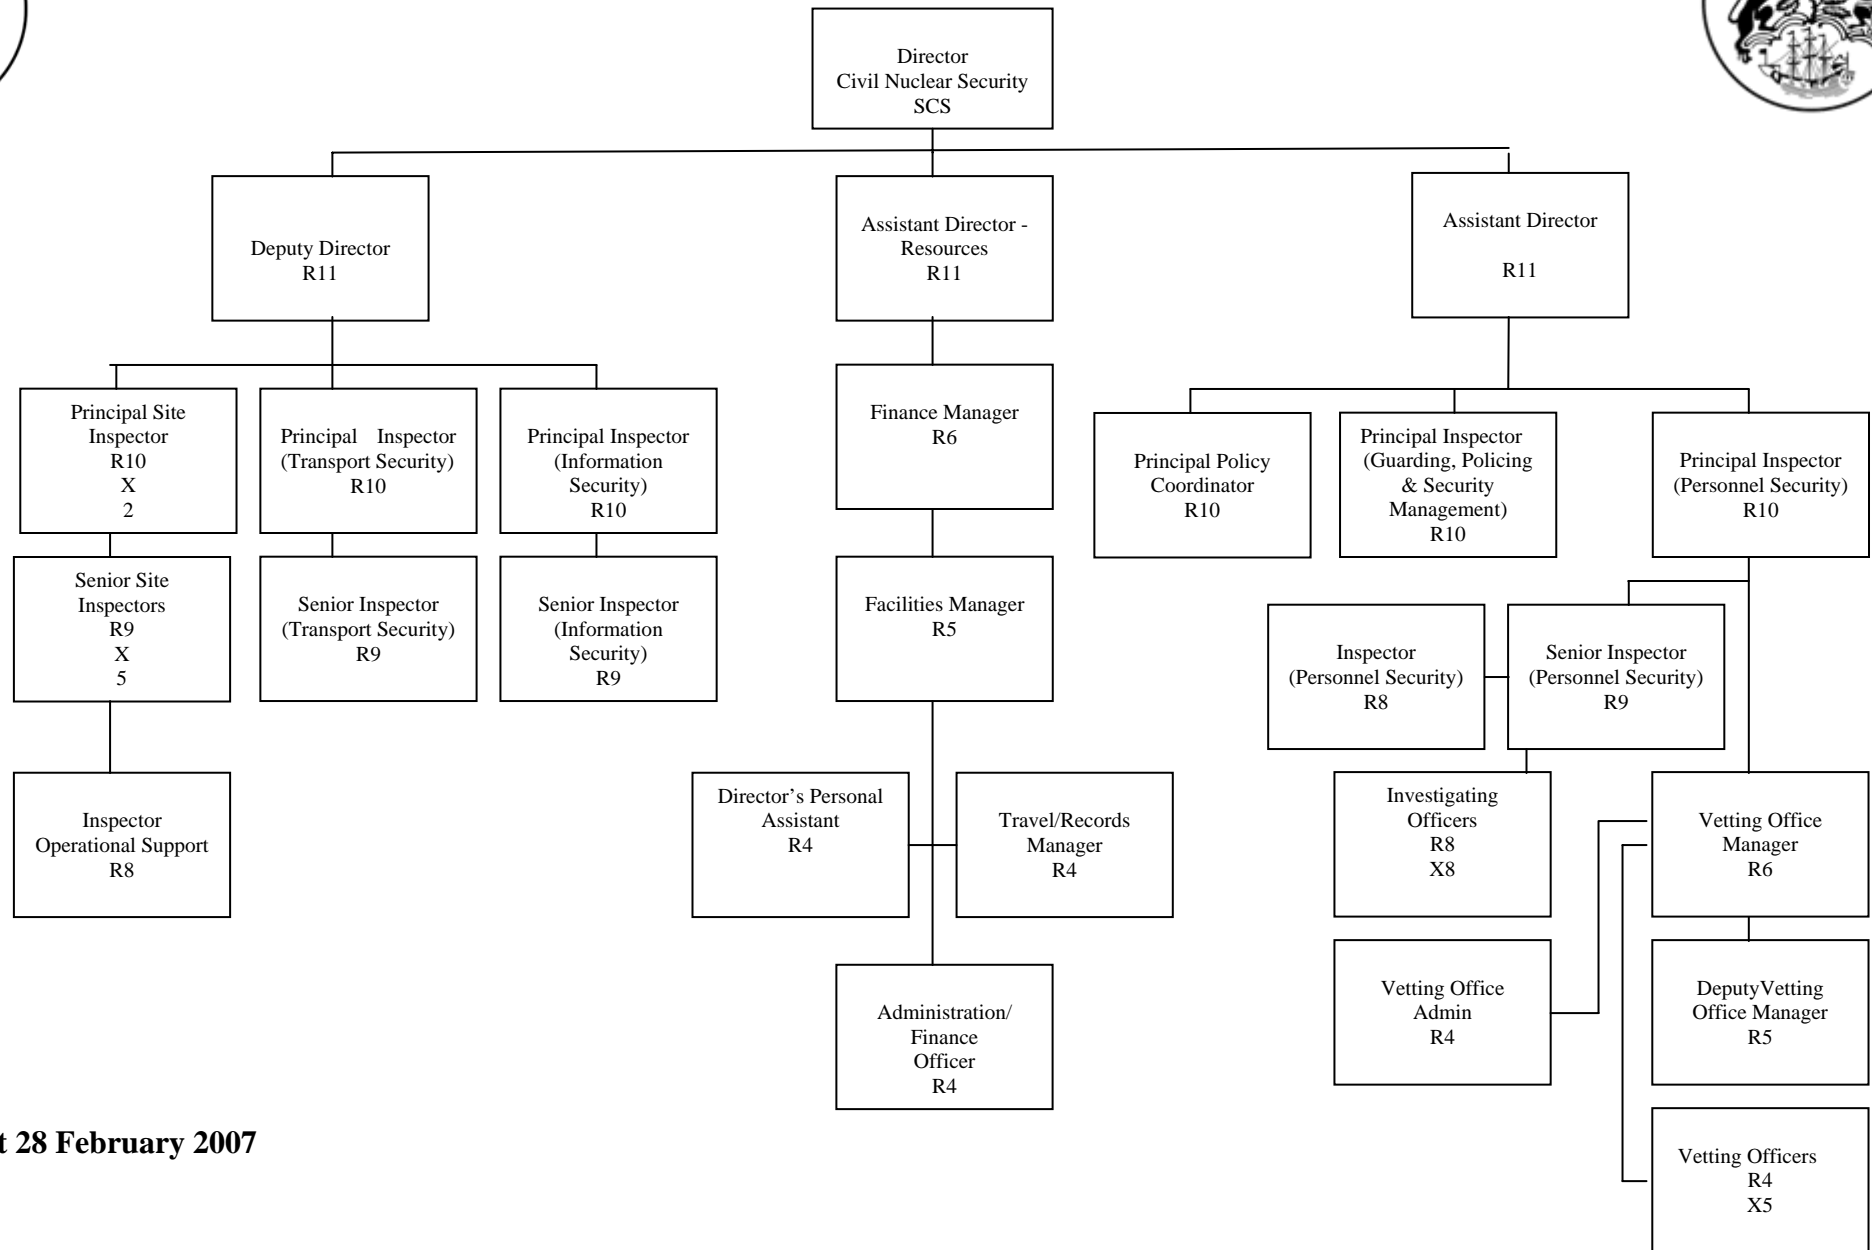 Director
Civil Nuclear Security
SCS
Deputy Director
R11
Assistant Director -
Resources
R11
Assistant Director
R11
Principal Site
Inspector
R10
X
2
Principal Inspector
(Transport Security)
R10
Principal Inspector
(Information
Security)
R10
Finance Manager
R6
Principal Policy
Coordinator
R10
Principal Inspector
(Guarding, Policing
& Security
Management)
R10
Principal Inspector
(Personnel Security)
R10
Senior Site
Inspectors
R9
X
5
Senior Inspector
(Transport Security)
R9
Senior Inspector
(Information
Security)
R9
Facilities Manager
R5
Inspector
(Personnel Security)
R8
Senior Inspector
(Personnel Security)
R9
Inspector
Operational Support
R8
Director’s Personal
Assistant
R4
Travel/Records
Manager
R4
Investigating
Officers
R8
X8
Vetting Office
Manager
R6
Administration/
Finance
Officer
R4
Vetting Office
Admin
R4
DeputyVetting
Office Manager
R5
Vetting Officers
R4
X5
t 28 February 2007